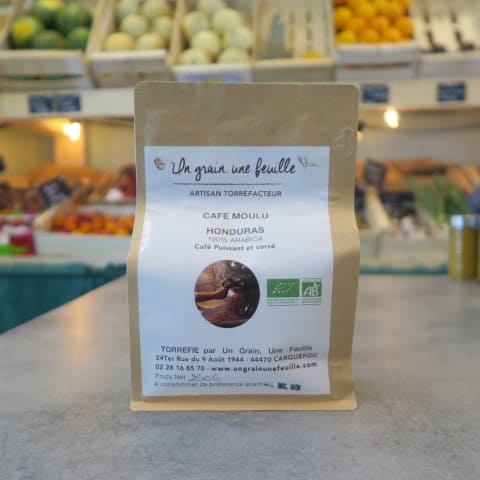 Un grain une feuille
ARTISAN TORREFACTEUR
CAFE MOULU
HONDURAS
100% ARABICA
Café Puissant et corsé
AB
TORREFIE par Un Grain, Une Feuille
24Ter Rue du 9 Août 1944 - 44470 CARQUEFOU
02 28 16 85 70 - www.ungrainunefeuille.com
Poids Net : 250G
A consommer de préférence avant